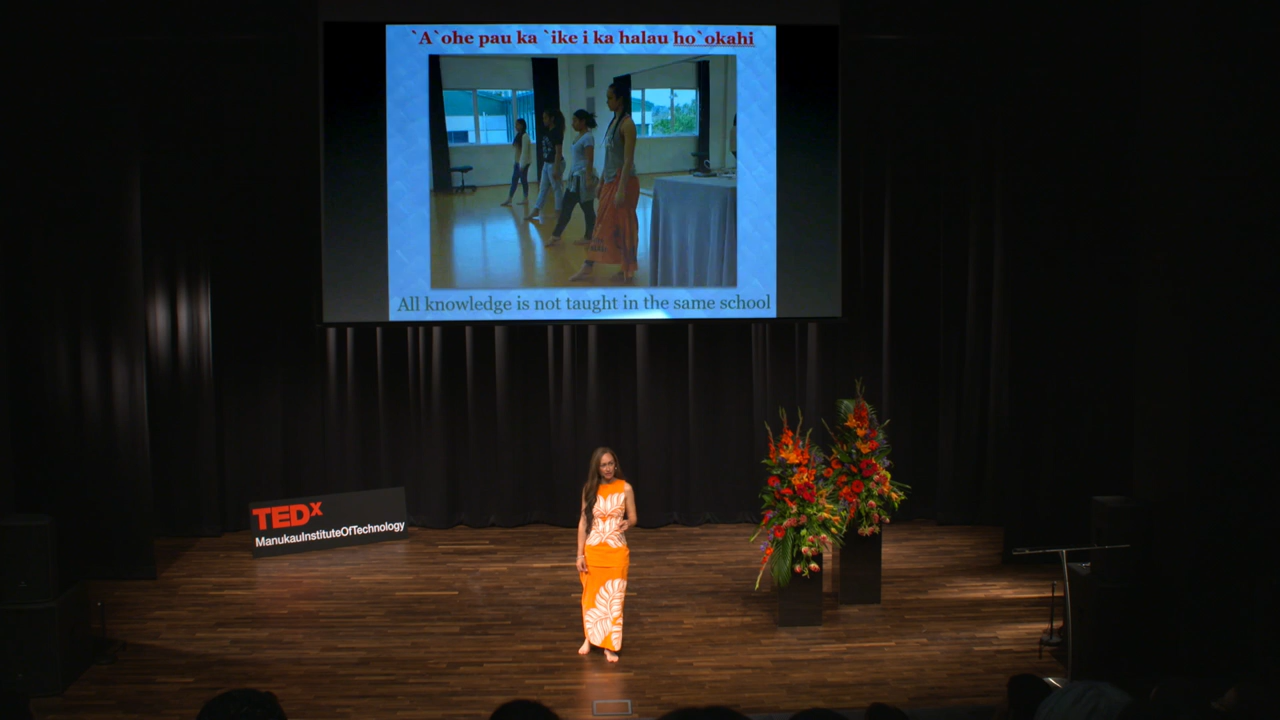 `A`ohe pau ka `ike i ka halau ho`okahi
All knowledge is not taught in the same school
TEDx
ManukauInstituteOfTechnology